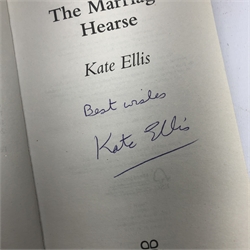 The Marriag
Hearse
Kate Ellis
Best wishes
Kate Ellis